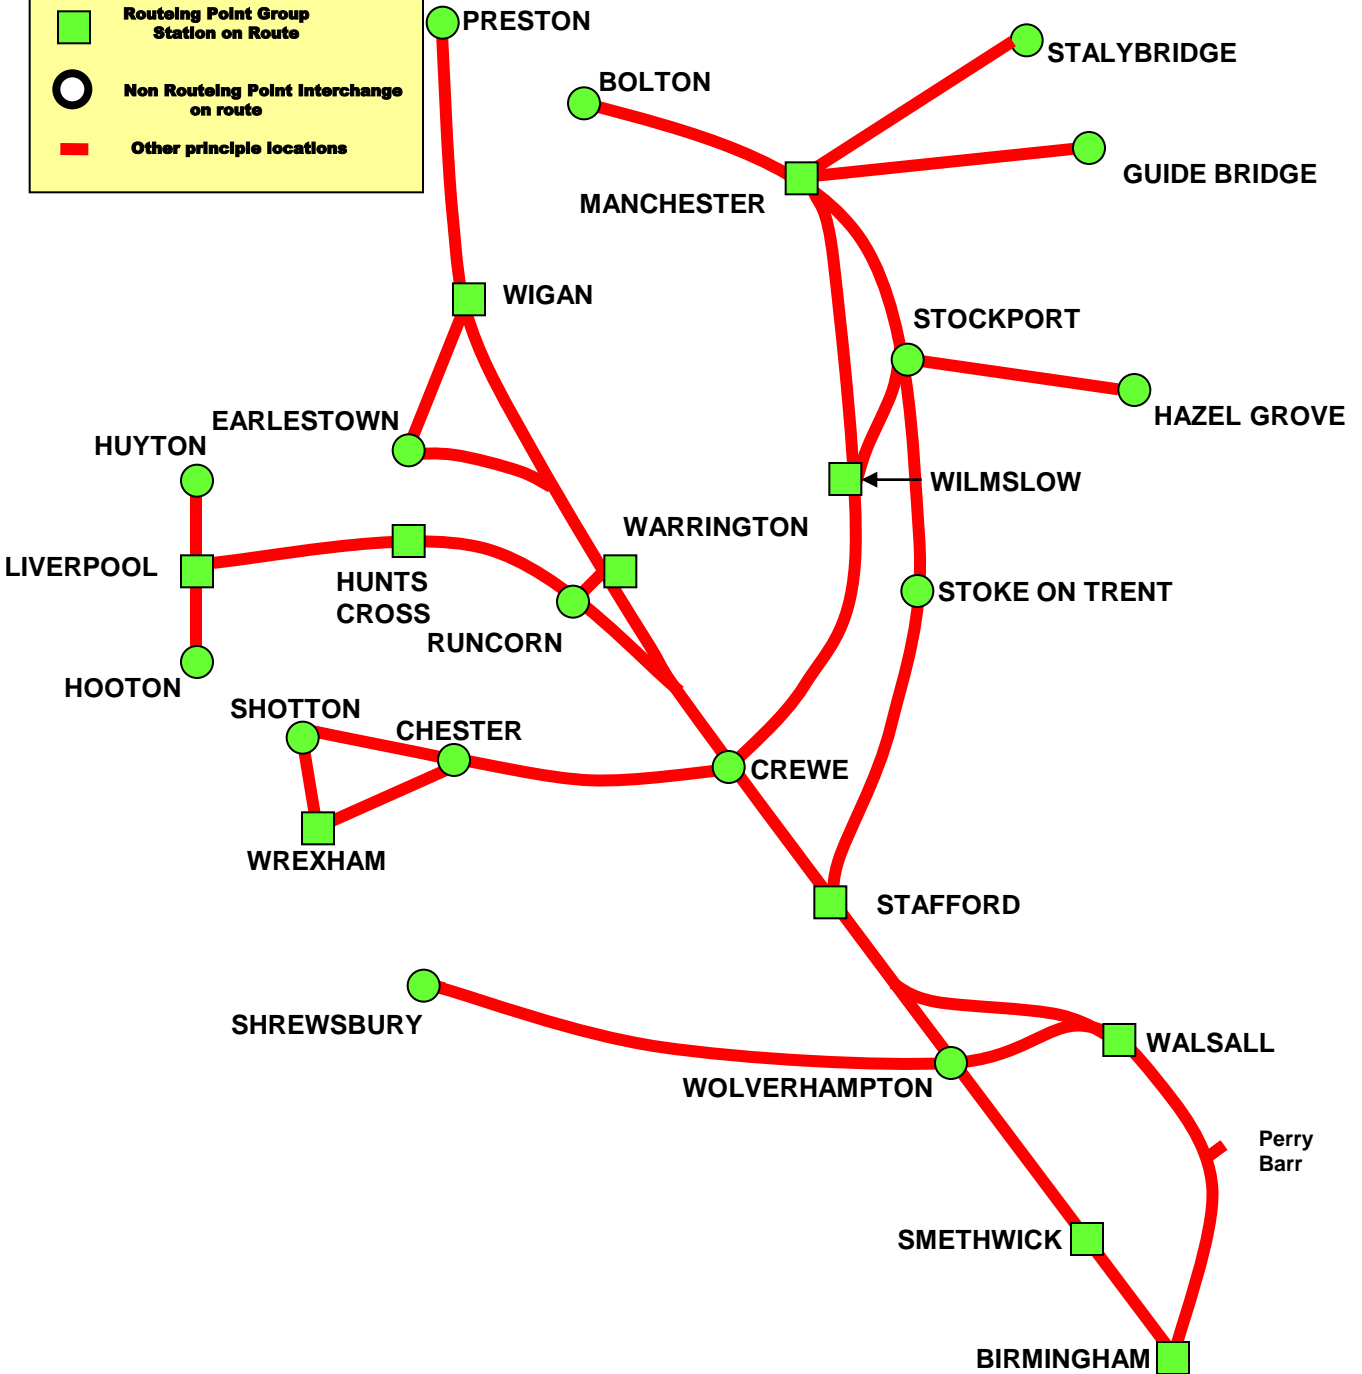 Routeing Point Group
Station on Route
Non Routeing Point Interchange
on route
Other principle locations
PRESTON
STALYBRIDGE
BOLTON
GUIDE BRIDGE
MANCHESTER
WIGAN
STOCKPORT
HAZEL GROVE
EARLESTOWN
HUYTON
WILMSLOW
WARRINGTON
LIVERPOOL
HUNTS
CROSS
STOKE ON TRENT
RUNCORN
HOOTON
SHOTTON
CHESTER
CREWE
WREXHAM
STAFFORD
SHREWSBURY
WALSALL
WOLVERHAMPTON
Perry
Barr
SMETHWICK
BIRMINGHAM